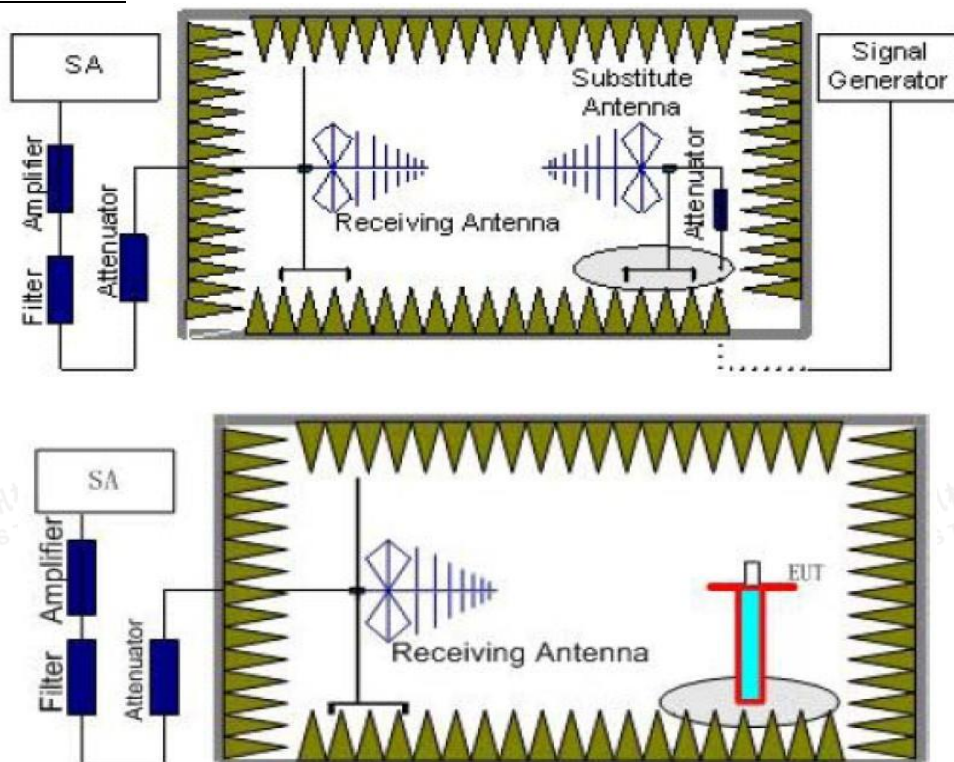 SA
Signal
Generator
Substitute
Antenna
Amplifier
Attenuator
Attenuator
Filter
Receiving Antenna
SA
Amplifier
EUT
Receiving Antenna
Filter
Attenuator